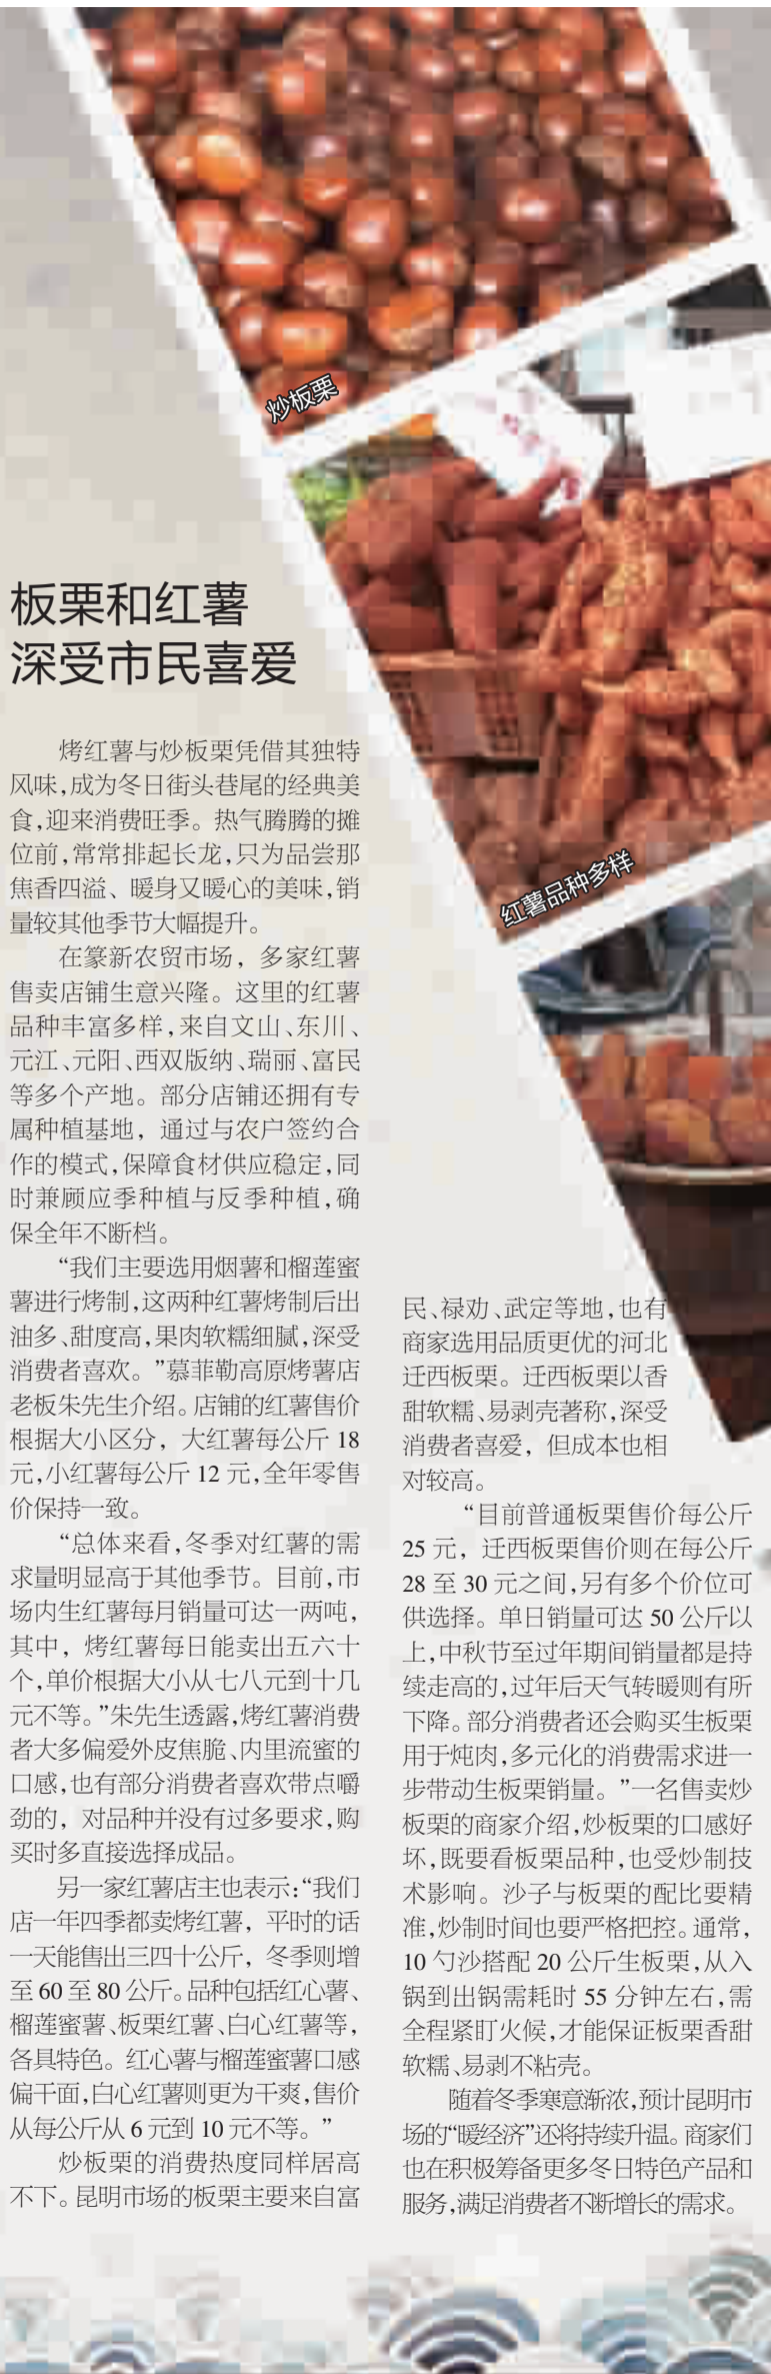 炒板栗
红薯品种多样
板栗和红薯
深受市民喜爱
烤红薯与炒板栗凭借其独特
风味,成为冬日街头巷尾的经典美
食,迎来消费旺季。热气腾腾的摊
位前,常常排起长龙,只为品尝那
焦香四溢、暖身又暖心的美味,销
量较其他季节大幅提升。
在篆新农贸市场，多家红薯
售卖店铺生意兴隆。这里的红薯
品种丰富多样,来自文山、东川、
元江、元阳、西双版纳、瑞丽、富民
等多个产地。部分店铺还拥有专
属种植基地，通过与农户签约合
作的模式,保障食材供应稳定,同
时兼顾应季种植与反季种植,确
保全年不断档。
“我们主要选用烟薯和榴莲蜜
薯进行烤制,这两种红薯烤制后出
油多、甜度高,果肉软糯细腻,深受
消费者喜欢。”慕菲勒高原烤薯店
老板朱先生介绍。店铺的红薯售价
根据大小区分，大红薯每公斤 18
元,小红薯每公斤 12 元,全年零售
价保持一致。
“总体来看,冬季对红薯的需
求量明显高于其他季节。目前,市
场内生红薯每月销量可达一两吨,
其中，烤红薯每日能卖出五六十
个,单价根据大小从七八元到十几
元不等。”朱先生透露,烤红薯消费
者大多偏爱外皮焦脆、内里流蜜的
口感,也有部分消费者喜欢带点嚼
劲的，对品种并没有过多要求,购
买时多直接选择成品。
另一家红薯店主也表示:“我们
店一年四季都卖烤红薯，平时的话
一天能售出三四十公斤，冬季则增
至 60 至 80 公斤。品种包括红心薯、
榴莲蜜薯、板栗红薯、白心红薯等,
各具特色。红心薯与榴莲蜜薯口感
偏干面,白心红薯则更为干爽,售价
从每公斤从 6 元到 10 元不等。”
炒板栗的消费热度同样居高
不下。昆明市场的板栗主要来自富
民、禄劝、武定等地,也有
商家选用品质更优的河北
迁西板栗。迁西板栗以香
甜软糯、易剥壳著称,深受
消费者喜爱，但成本也相
对较高。
“目前普通板栗售价每公斤
25 元，迁西板栗售价则在每公斤
28 至 30 元之间,另有多个价位可
供选择。单日销量可达 50 公斤以
上,中秋节至过年期间销量都是持
续走高的,过年后天气转暖则有所
下降。部分消费者还会购买生板栗
用于炖肉,多元化的消费需求进一
步带动生板栗销量。”一名售卖炒
板栗的商家介绍,炒板栗的口感好
坏,既要看板栗品种,也受炒制技
术影响。沙子与板栗的配比要精
准,炒制时间也要严格把控。通常,
10 勺沙搭配 20 公斤生板栗,从入
锅到出锅需耗时 55 分钟左右,需
全程紧盯火候,才能保证板栗香甜
软糯、易剥不粘壳。
随着冬季寒意渐浓,预计昆明市
场的“暖经济”还将持续升温。商家们
也在积极筹备更多冬日特色产品和
服务,满足消费者不断增长的需求。